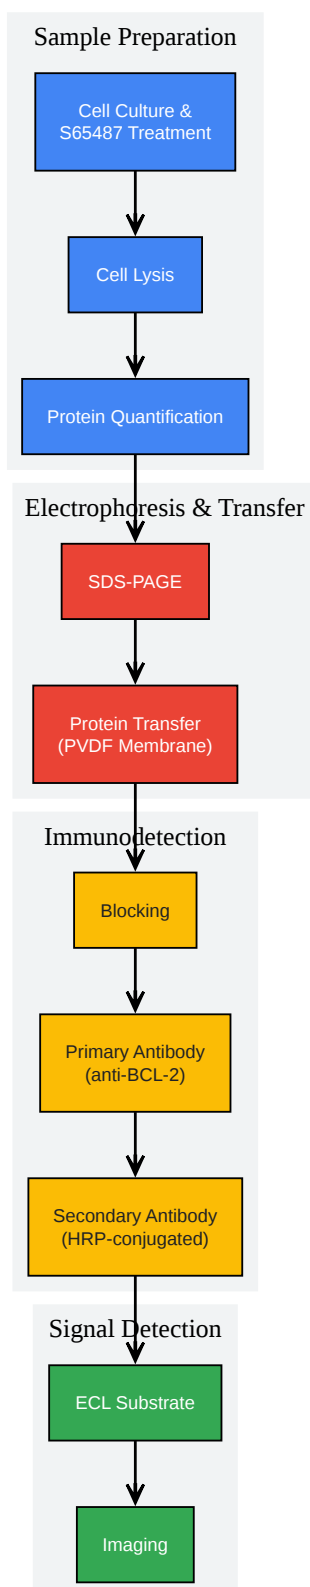 Sample Preparation
Cell Culture &
S65487 Treatment
Cell Lysis
Protein Quantification
Electrophoresis & Transfer
SDS-PAGE
Protein Transfer
(PVDF Membrane)
Immunodetection
Blocking
Primary Antibody
(anti-BCL-2)
Secondary Antibody
(HRP-conjugated)
Signal Detection
ECL Substrate
Imaging